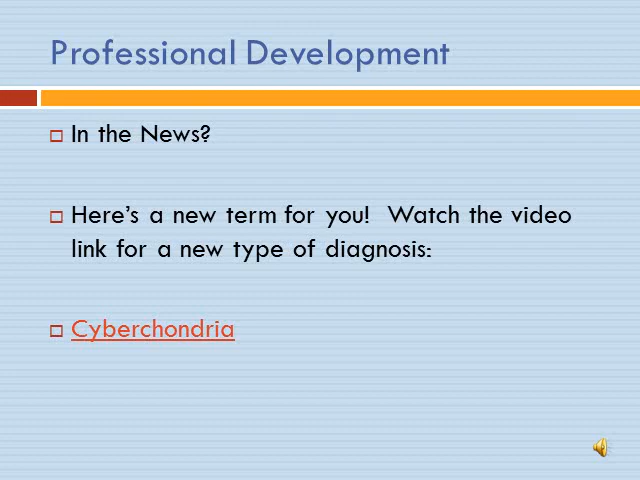 Professional Development
In the News?
Here's a new term for you!  Watch the video
link for a new type of diagnosis:
Cyberchondria